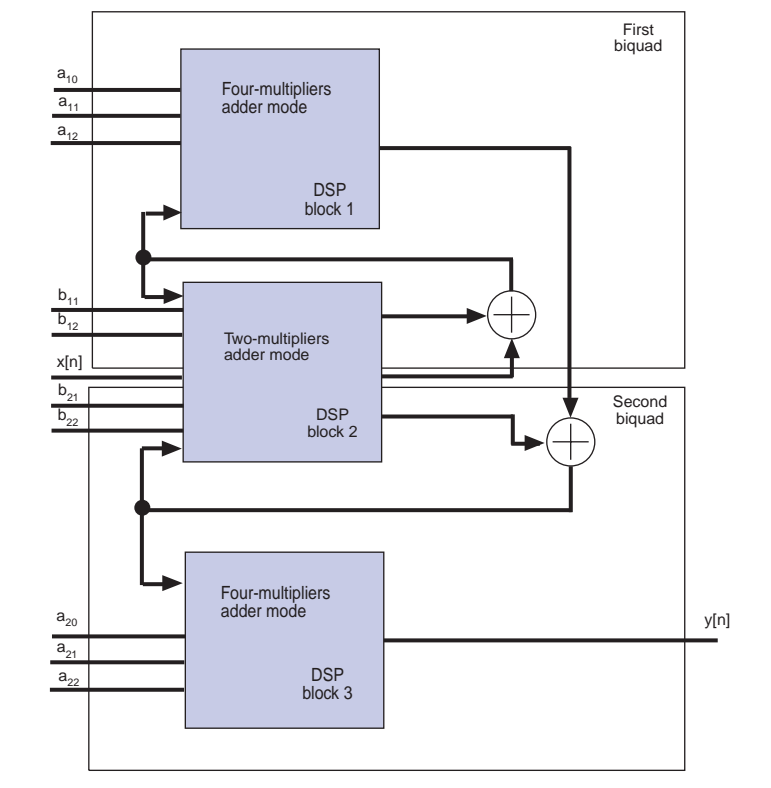 First
biquad
a10
a11
a12
Four-multipliers
adder mode
DSP
block 1
b11
b12
x[n]
b21
b22
Two-multipliers
adder mode
DSP
block 2
Second
biquad
Four-multipliers
adder mode
DSP
block 3
a20
a21
a22
y[n]